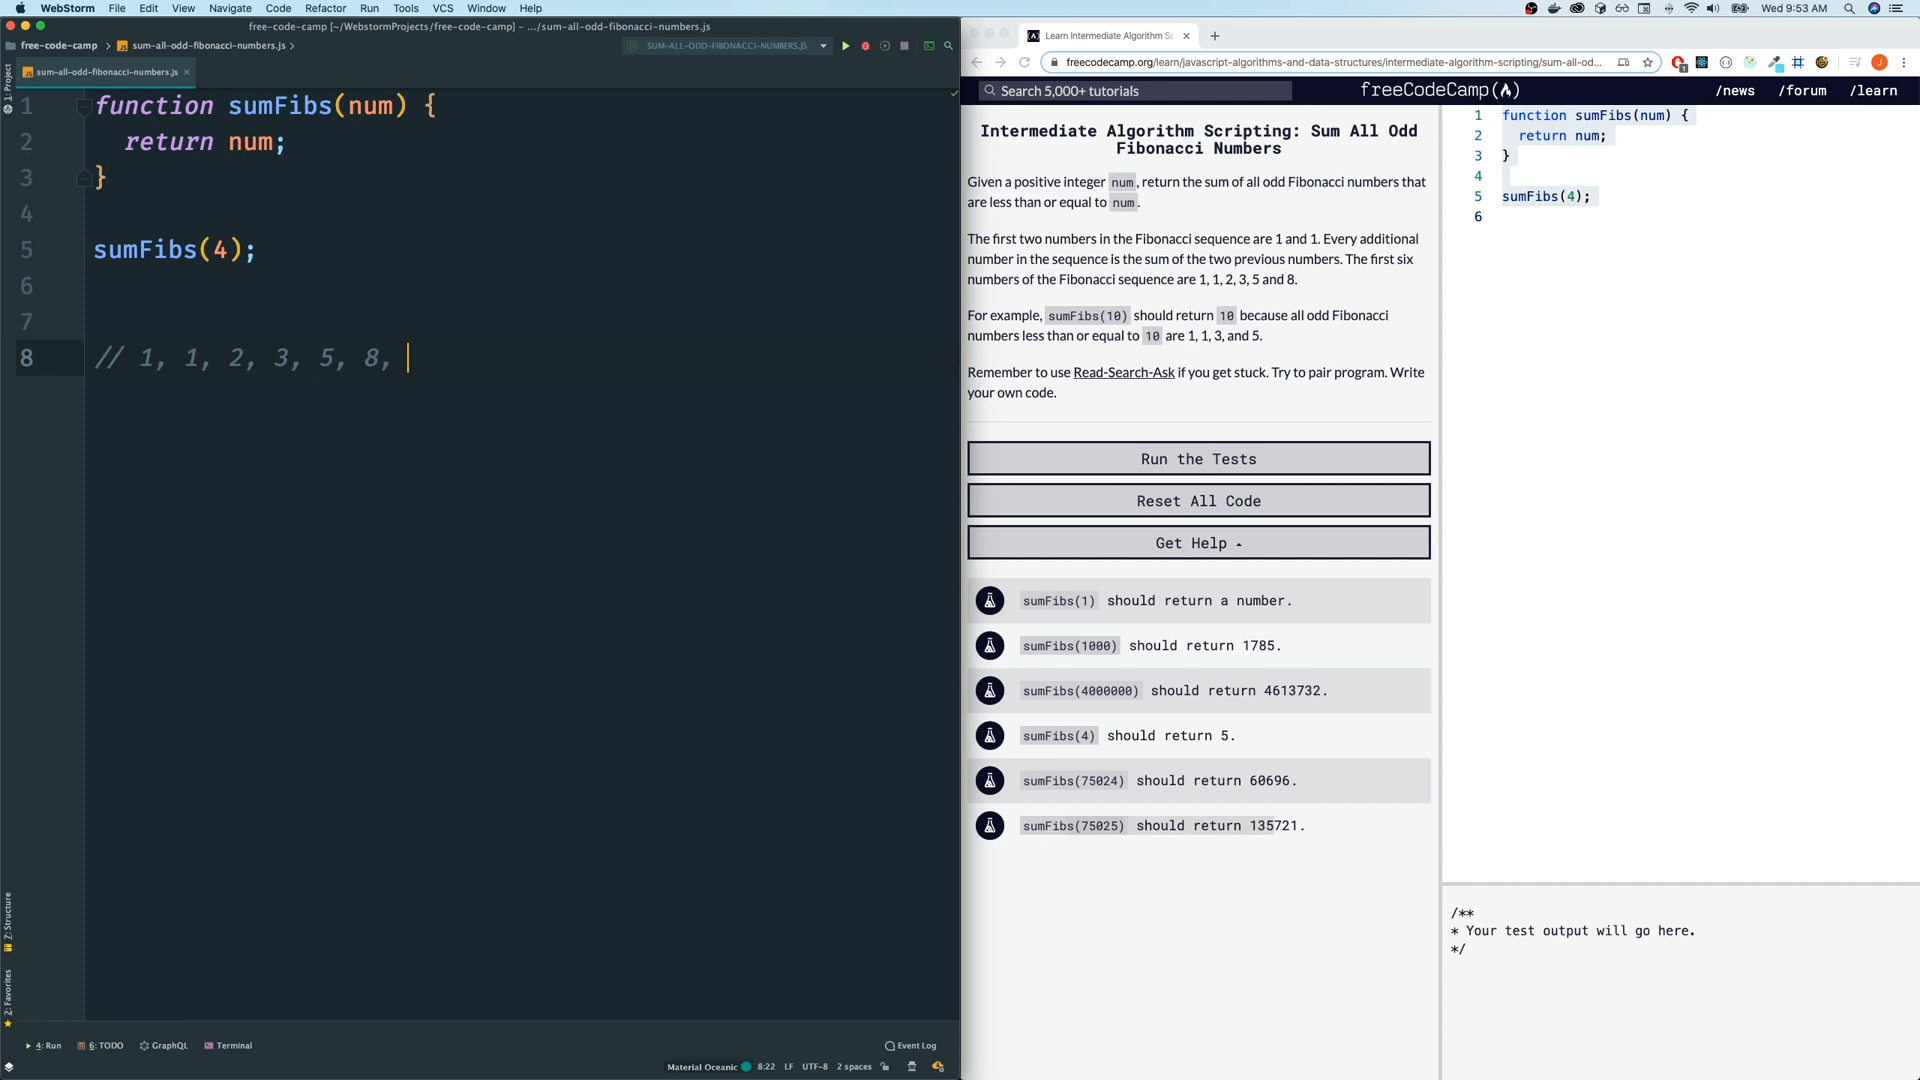 WebStorm File Edit View Navigate Code Refactor Run Tools VCS Window Help
Wed 9:53 AM
free-code-camp [~/WebstormProjects/free-code-camp] - .../sum-all-odd-fibonacci-numbers.js
free-code-camp sum-all-odd-fibonacci-numbers.js
SUM-ALL-ODD-FIBONACCI-NUMBERS.JS
sum-all-odd-fibonacci-numbers.js
1: Project
1 function sumFibs(num) {
2 return num;
3 }
4
5 sumFibs(4);
6
7
8 // 1, 1, 2, 3, 5, 8,
Z: Structure
2: Favorites
4: Run 6: TODO GraphQL Terminal
Event Log
Material Oceanic 8:22 LF UTF-8 2 spaces
Learn Intermediate Algorithm Sc
freecodecamp.org/learn/javascript-algorithms-and-data-structures/intermediate-algorithm-scripting/sum-all-od...
Search 5,000+ tutorials
freeCodeCamp
/news /forum /learn
Intermediate Algorithm Scripting: Sum All Odd
Fibonacci Numbers
Given a positive integer num, return the sum of all odd Fibonacci numbers that
are less than or equal to num.
The first two numbers in the Fibonacci sequence are 1 and 1. Every additional
number in the sequence is the sum of the two previous numbers. The first six
numbers of the Fibonacci sequence are 1, 1, 2, 3, 5 and 8.
For example, sumFibs(10) should return 10 because all odd Fibonacci
numbers less than or equal to 10 are 1, 1, 3, and 5.
Remember to use Read-Search-Ask if you get stuck. Try to pair program. Write
your own code.
Run the Tests
Reset All Code
Get Help
sumFibs(1) should return a number.
sumFibs(1000) should return 1785.
sumFibs(4000000) should return 4613732.
sumFibs(4) should return 5.
sumFibs(75024) should return 60696.
sumFibs(75025) should return 135721.
1 function sumFibs(num) {
2 return num;
3 }
4
5 sumFibs(4);
6
/**
* Your test output will go here.
*/